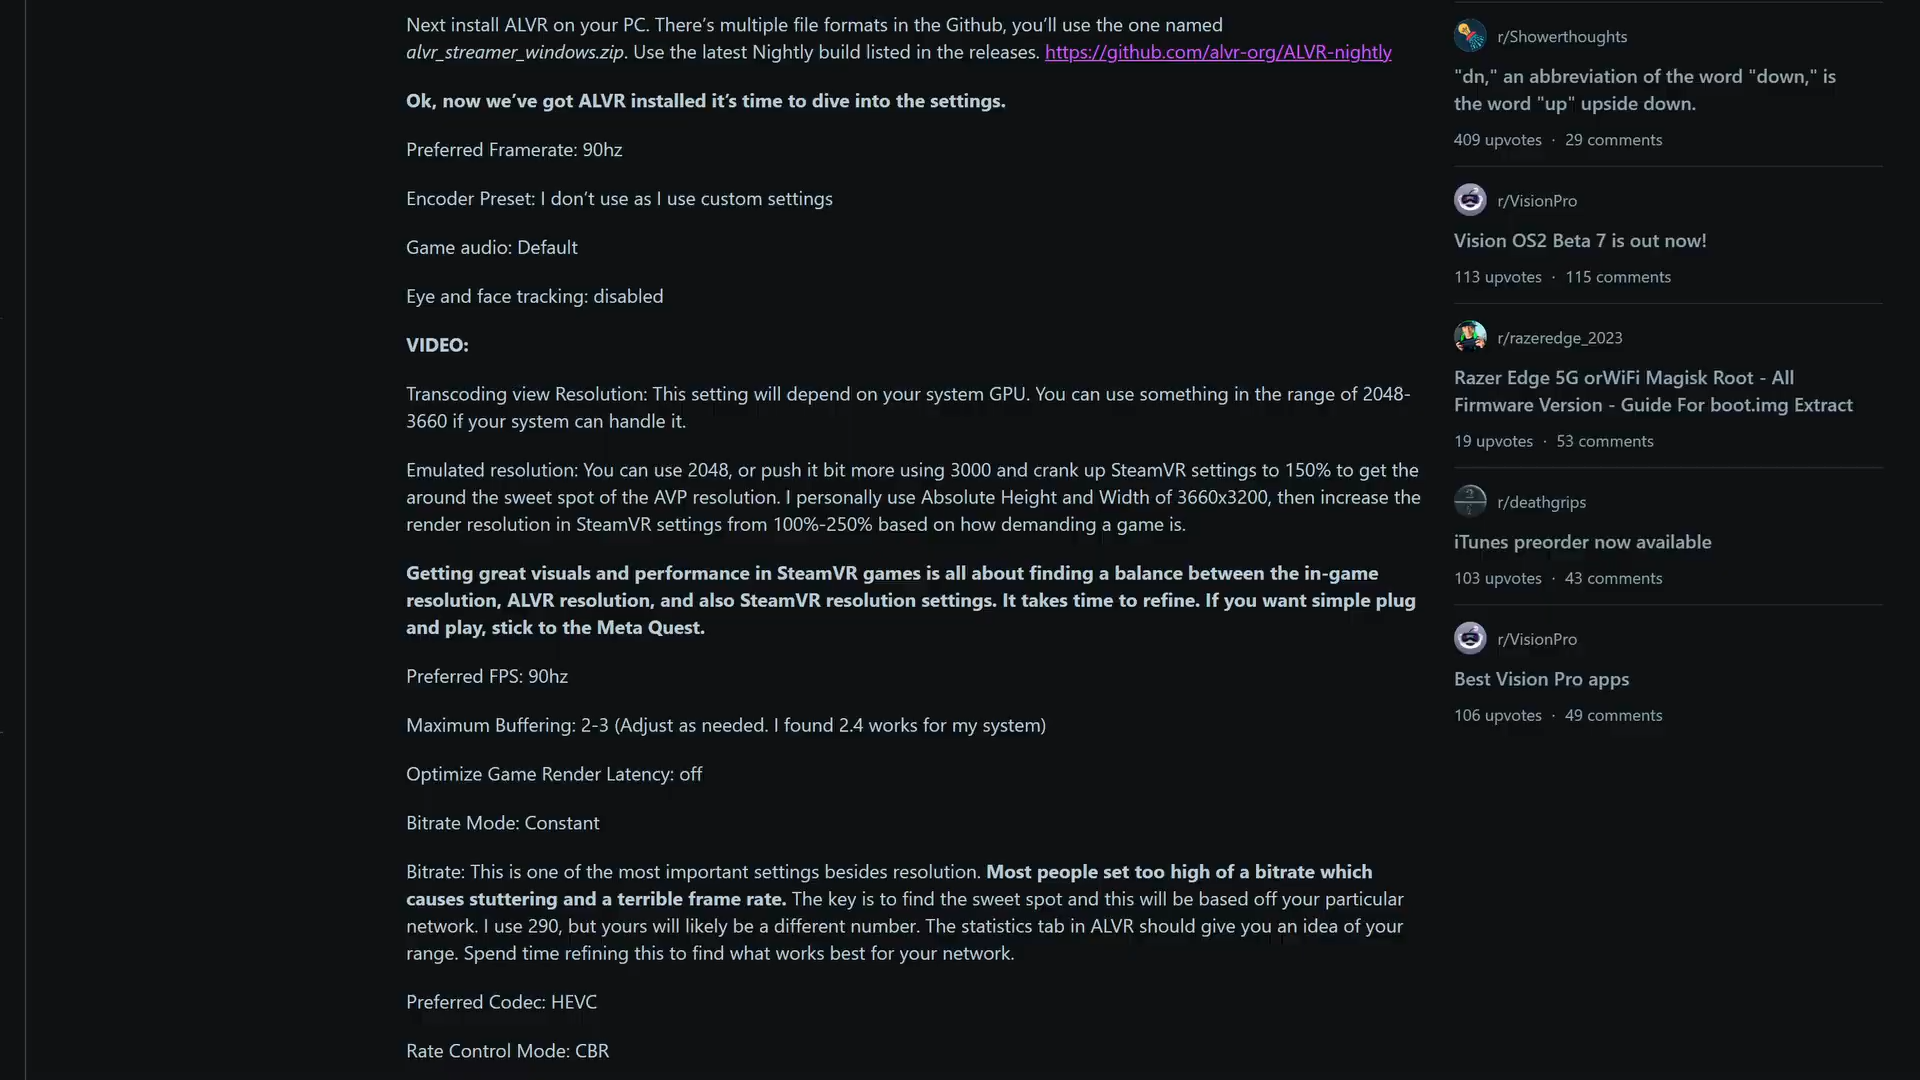 Next install ALVR on your PC. There's multiple file formats in the Github, you'll use the one named
alvr_streamer_windows.zip. Use the latest Nightly build listed in the releases. https://github.com/alvr-org/ALVR-nightly
Ok, now we've got ALVR installed it's time to dive into the settings.
Preferred Framerate: 90hz
Encoder Preset: I don't use as I use custom settings
Game audio: Default
Eye and face tracking: disabled
VIDEO:
Transcoding view Resolution: This setting will depend on your system GPU. You can use something in the range of 2048-
3660 if your system can handle it.
Emulated resolution: You can use 2048, or push it bit more using 3000 and crank up SteamVR settings to 150% to get the
around the sweet spot of the AVP resolution. I personally use Absolute Height and Width of 3660x3200, then increase the
render resolution in SteamVR settings from 100%-250% based on how demanding a game is.
Getting great visuals and performance in SteamVR games is all about finding a balance between the in-game
resolution, ALVR resolution, and also SteamVR resolution settings. It takes time to refine. If you want simple plug
and play, stick to the Meta Quest.
Preferred FPS: 90hz
Maximum Buffering: 2-3 (Adjust as needed. I found 2.4 works for my system)
Optimize Game Render Latency: off
Bitrate Mode: Constant
Bitrate: This is one of the most important settings besides resolution. Most people set too high of a bitrate which
causes stuttering and a terrible frame rate. The key is to find the sweet spot and this will be based off your particular
network. I use 290, but yours will likely be a different number. The statistics tab in ALVR should give you an idea of your
range. Spend time refining this to find what works best for your network.
Preferred Codec: HEVC
Rate Control Mode: CBR
r/Showerthoughts
"dn," an abbreviation of the word "down," is
the word "up" upside down.
409 upvotes · 29 comments
r/VisionPro
Vision OS2 Beta 7 is out now!
113 upvotes · 115 comments
r/razeredge_2023
Razer Edge 5G orWiFi Magisk Root - All
Firmware Version - Guide For boot.img Extract
19 upvotes · 53 comments
r/deathgrips
iTunes preorder now available
103 upvotes · 43 comments
r/VisionPro
Best Vision Pro apps
106 upvotes · 49 comments